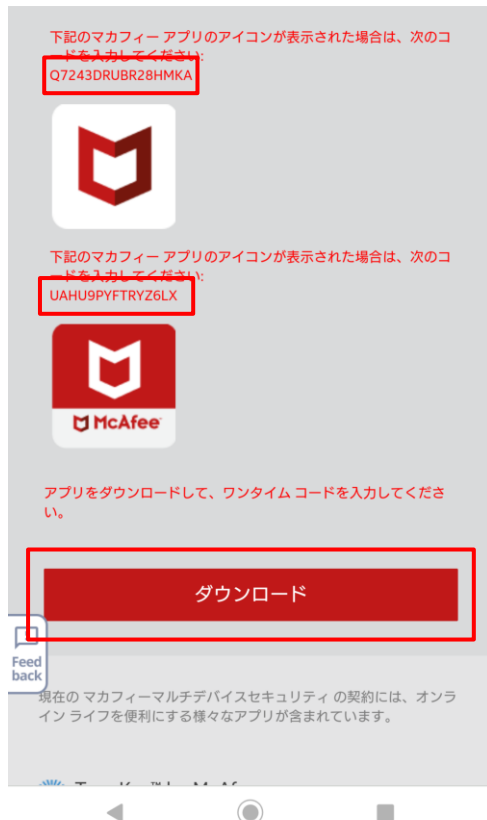 下記のマカフィー アプリのアイコンが表示された場合は、次のコ
ードを入力してください:
Q7243DRUBR28HMKA
下記のマカフィー アプリのアイコンが表示された場合は、次のコ
ードを入力してください:
UAHU9PYFTRYZ6LX
McAfee
アプリをダウンロードして、ワンタイム コードを入力してくださ
い。
ダウンロード
Feed
back
現在の マカフィーマルチデバイスセキュリティ の契約には、オンラ
イン ライフを便利にする様々なアプリが含まれています。